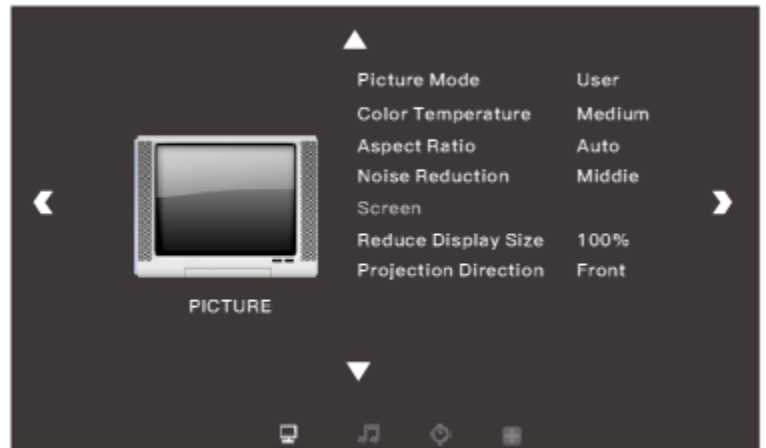 Picture Mode User
Color Temperature Medium
Aspect Ratio Auto
Noise Reduction Middie
Screen
Reduce Display Size 100%
Projection Direction Front
PICTURE